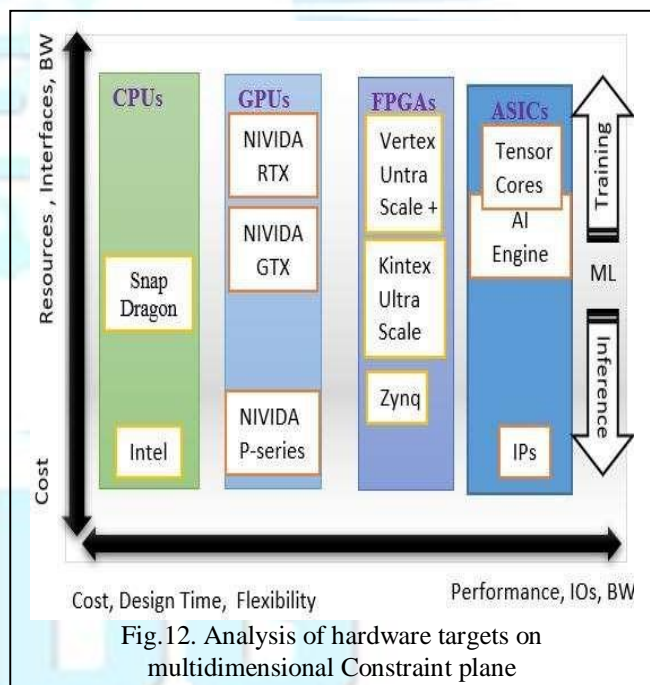 Resources , Interfaces, BW
Cost
CPUs
Snap
Dragon
Intel
GPUs
NIVIDA
RTX
NIVIDA
GTX
NIVIDA
P-series
FPGAs
Vertex
Untra
Scale +
Kintex
Ultra
Scale
Zynq
ASICs
Tensor
Cores
AI
Engine
IPs
Training
ML
Inference
Cost, Design Time, Flexibility
Performance, IOs, BW
Fig.12. Analysis of hardware targets on
multidimensional Constraint plane